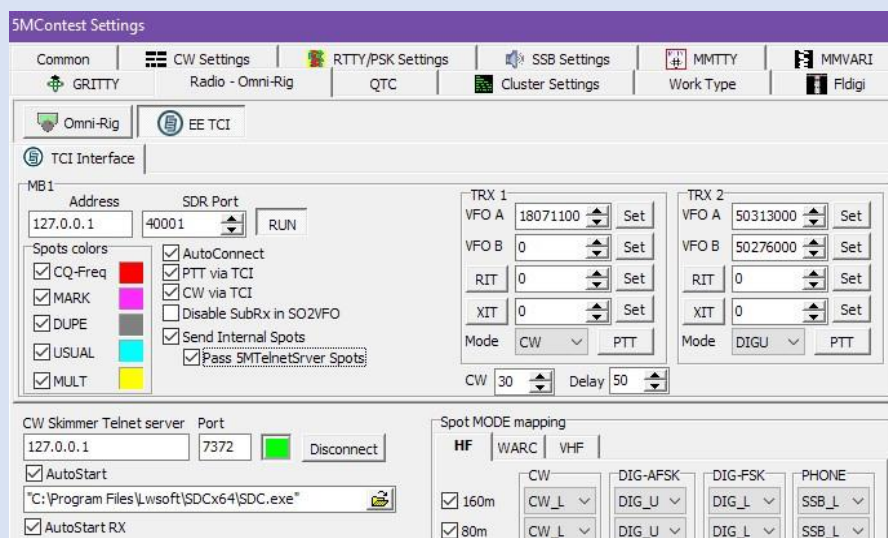 5MContest Settings
Common CW Settings RTTY/PSK Settings SSB Settings MMTTY MMVARI
GRITTY Radio - Omni-Rig QTC Cluster Settings Work Type Fldigi
Omni-Rig EE TCI
TCI Interface
MB1
Address SDR Port
127.0.0.1 40001 RUN
Spots colors
CQ-Freq
MARK
DUPE
USUAL
MULT
AutoConnect
PTT via TCI
CW via TCI
Disable SubRx in SO2VFO
Send Internal Spots
Pass 5MTelnetSrver Spots
TRX 1
VFO A 18071100 Set
VFO B 0 Set
RIT 0 Set
XIT 0 Set
Mode CW PTT
TRX 2
VFO A 50313000 Set
VFO B 50276000 Set
RIT 0 Set
XIT 0 Set
Mode DIGU PTT
CW 30 Delay 50
CW Skimmer Telnet server Port
127.0.0.1 7372 Disconnect
AutoStart
"C:\Program Files\Lwsoft\SDCx64\SDC.exe"
AutoStart RX
Spot MODE mapping
HF WARC VHF
CW DIG-AFSK DIG-FSK PHONE
160m CW_L DIG_U DIG_L SSB_L
80m CW_L DIG_U DIG_L SSB_L